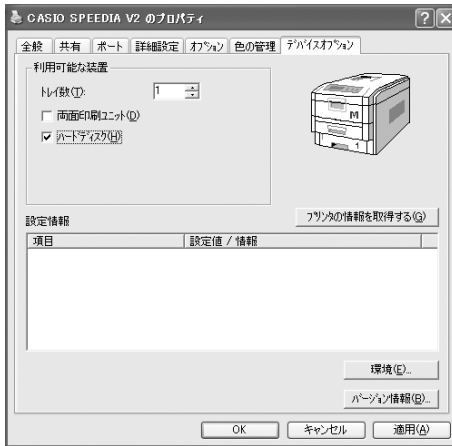 CASIO SPEEDIA V2 のプロパティ
全般 共有 ポート 詳細設定 オプション 色の管理 デバイスオプション
利用可能な装置
トレイ数(T): 1
両面印刷ユニット(D)
ハードディスク(H)
M
1
プリンタの情報を取得する(G)
設定情報
項目 設定値 / 情報
環境(E)...
バージョン情報(B)...
OK キャンセル 適用(A)